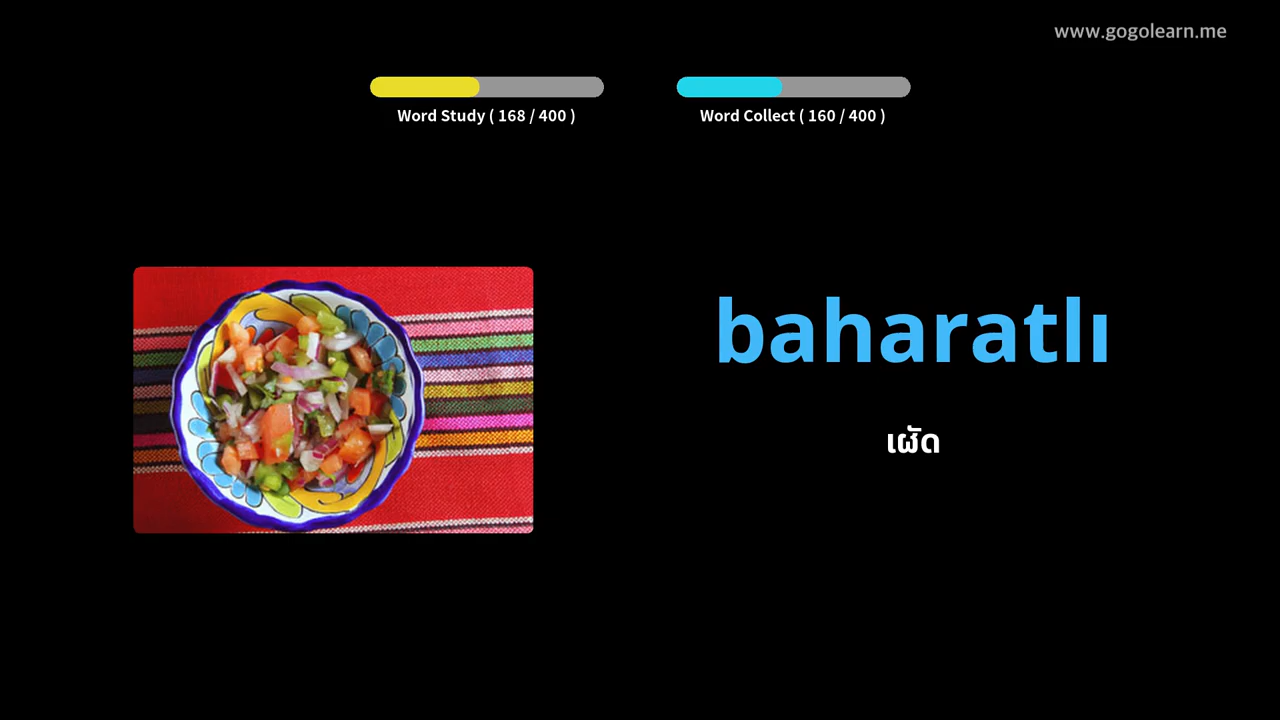 www.gogolearn.me
Word Study ( 168 / 400 )
Word Collect ( 160 / 400 )
baharatlı
เผ็ด